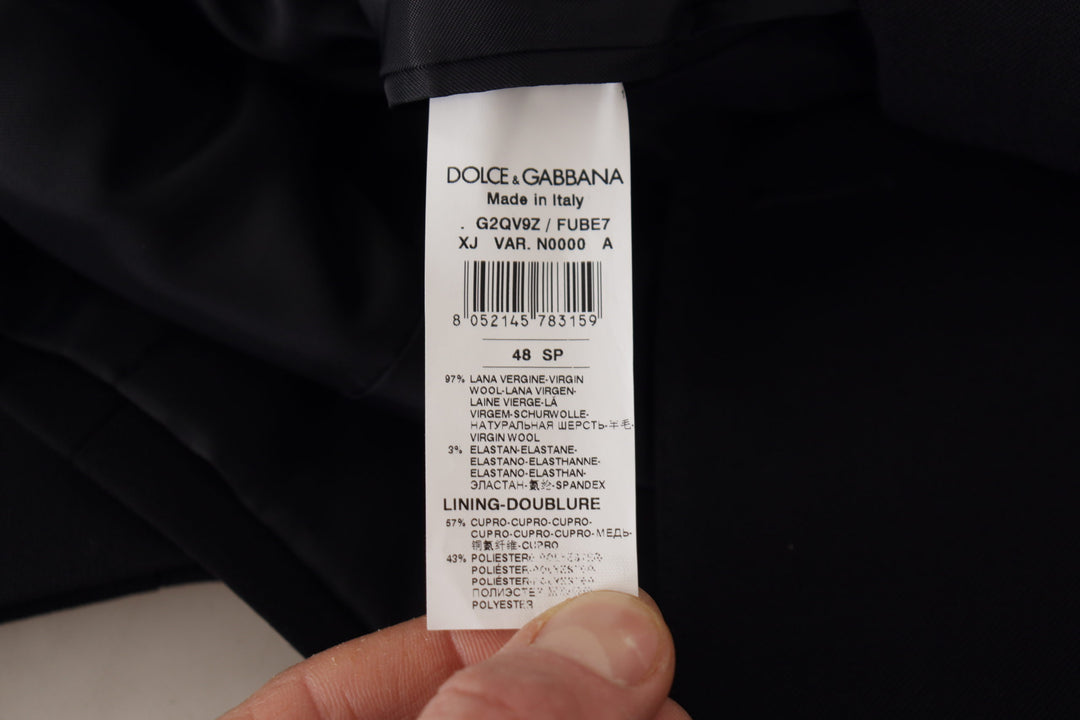 DOLCE & GABBANA
Made in Italy
. G2QV9Z / FUBE7
XJ VAR. N0000 A
8 052145 783159
48 SP
97% LANA VERGINE-VIRGIN
WOOL-LANA VIRGEN-
LAINE VIERGE-LÃ
VIRGEM-SCHURWOLLE-
НАТУРАЛЬНАЯ ШЕРСТЬ-羊毛-
VIRGIN WOOL
3% ELASTAN-ELASTANE-
ELASTANO-ELASTHANNE-
ELASTANO-ELASTHAN-
ЭЛАСТАН-氨纶-SPANDEX
LINING-DOUBLURE
57% CUPRO-CUPRO-CUPRO-
CUPRO-CUPRO-CUPRO-МЕДЬ-
铜氨纤维-CUPRO
43% POLIESTERE-POLYESTER-
POLIÉSTER-POLYESTER-
POLIÉSTER-POLYESTER-
ПОЛИЭСТЕР
POLYESTER